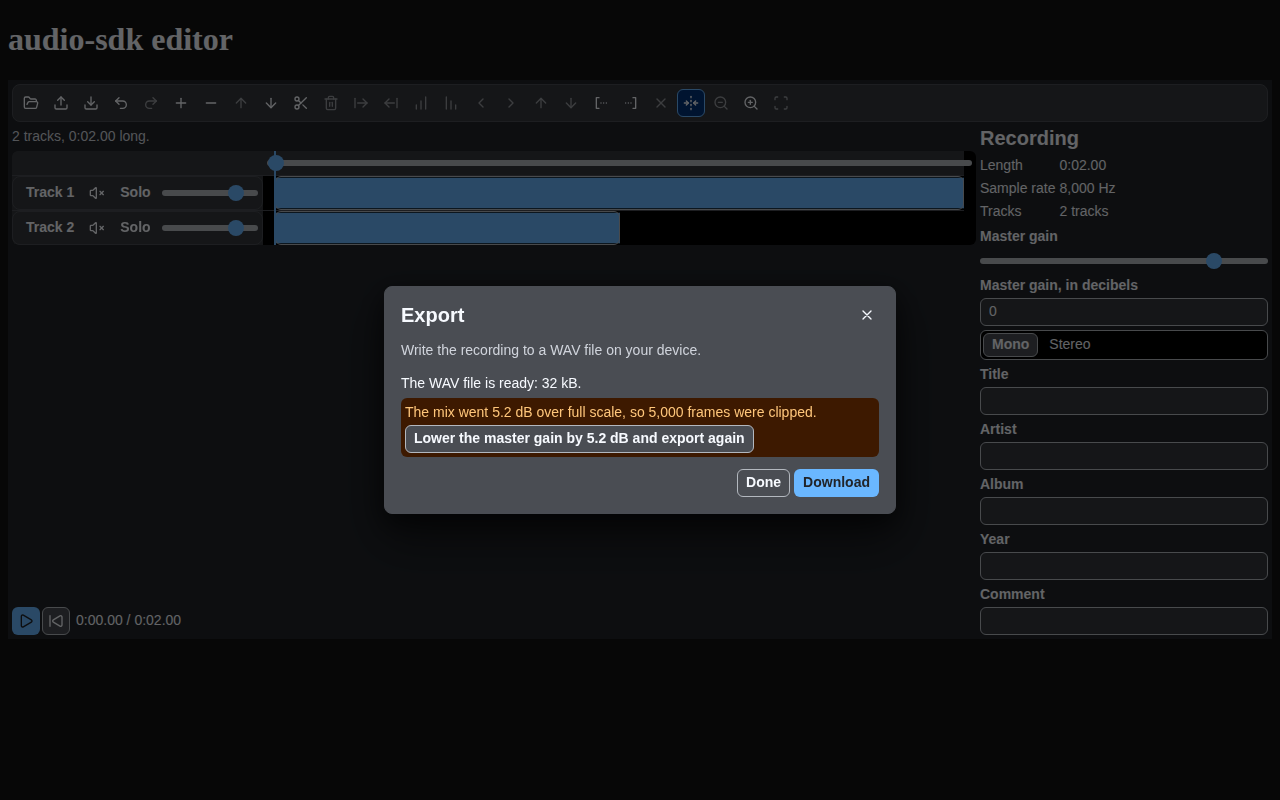 audio-sdk editor
2 tracks, 0:02.00 long.
Track 1 Solo
Track 2 Solo
Recording
Length 0:02.00
Sample rate 8,000 Hz
Tracks 2 tracks
Master gain
Master gain, in decibels
0
Mono Stereo
Title
Artist
Album
Year
Comment
Export
Write the recording to a WAV file on your device.
The WAV file is ready: 32 kB.
The mix went 5.2 dB over full scale, so 5,000 frames were clipped.
Lower the master gain by 5.2 dB and export again
Done Download
0:00.00 / 0:02.00